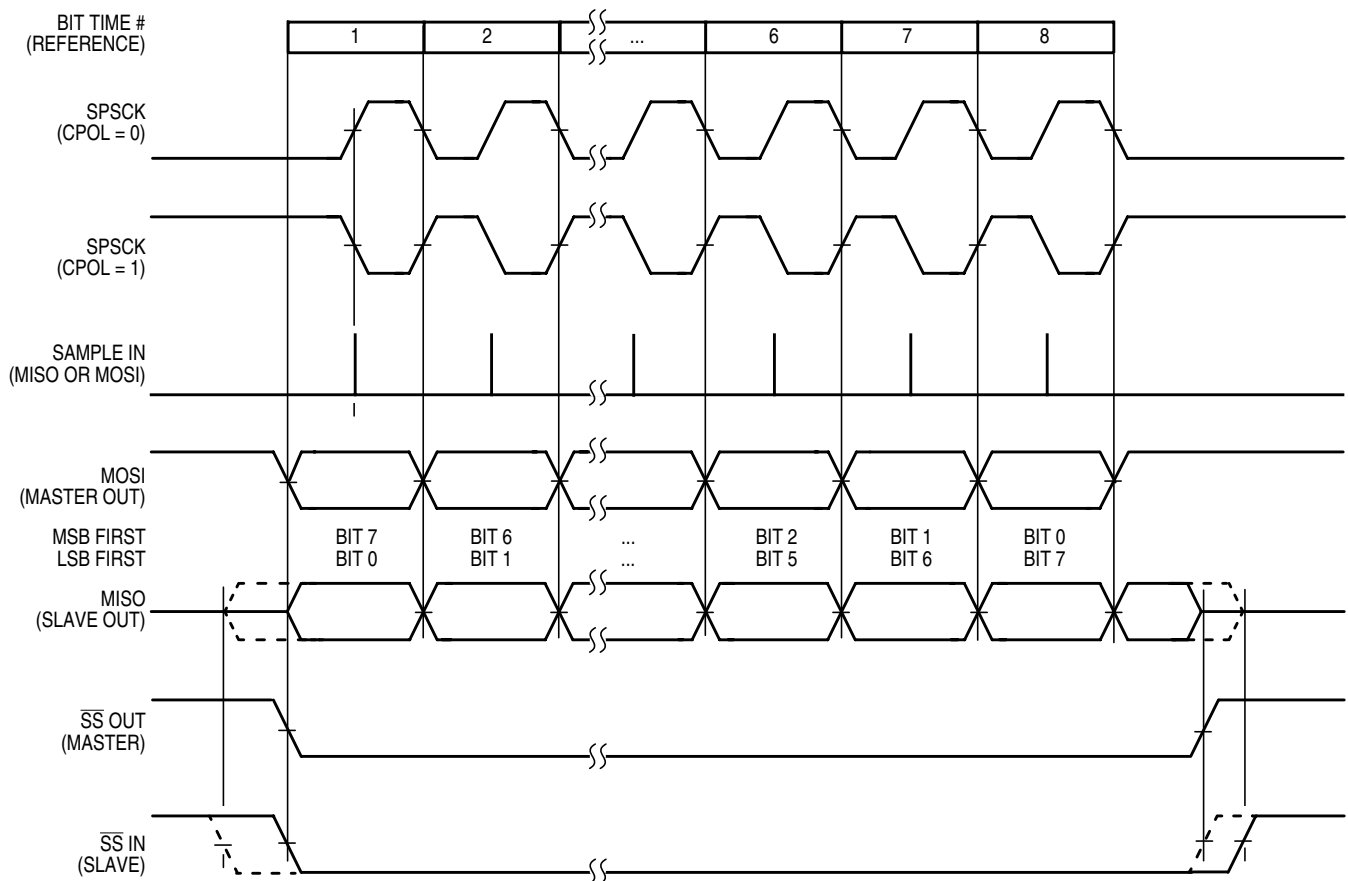 BIT TIME #
(REFERENCE)
1 2 ... 6 7 8
SPSCK
(CPOL = 0)
SPSCK
(CPOL = 1)
SAMPLE IN
(MISO OR MOSI)
MOSI
(MASTER OUT)
MSB FIRST BIT 7 BIT 6 ... BIT 2 BIT 1 BIT 0
LSB FIRST BIT 0 BIT 1 ... BIT 5 BIT 6 BIT 7
MISO
(SLAVE OUT)
S̅S̅ OUT
(MASTER)
S̅S̅ IN
(SLAVE)